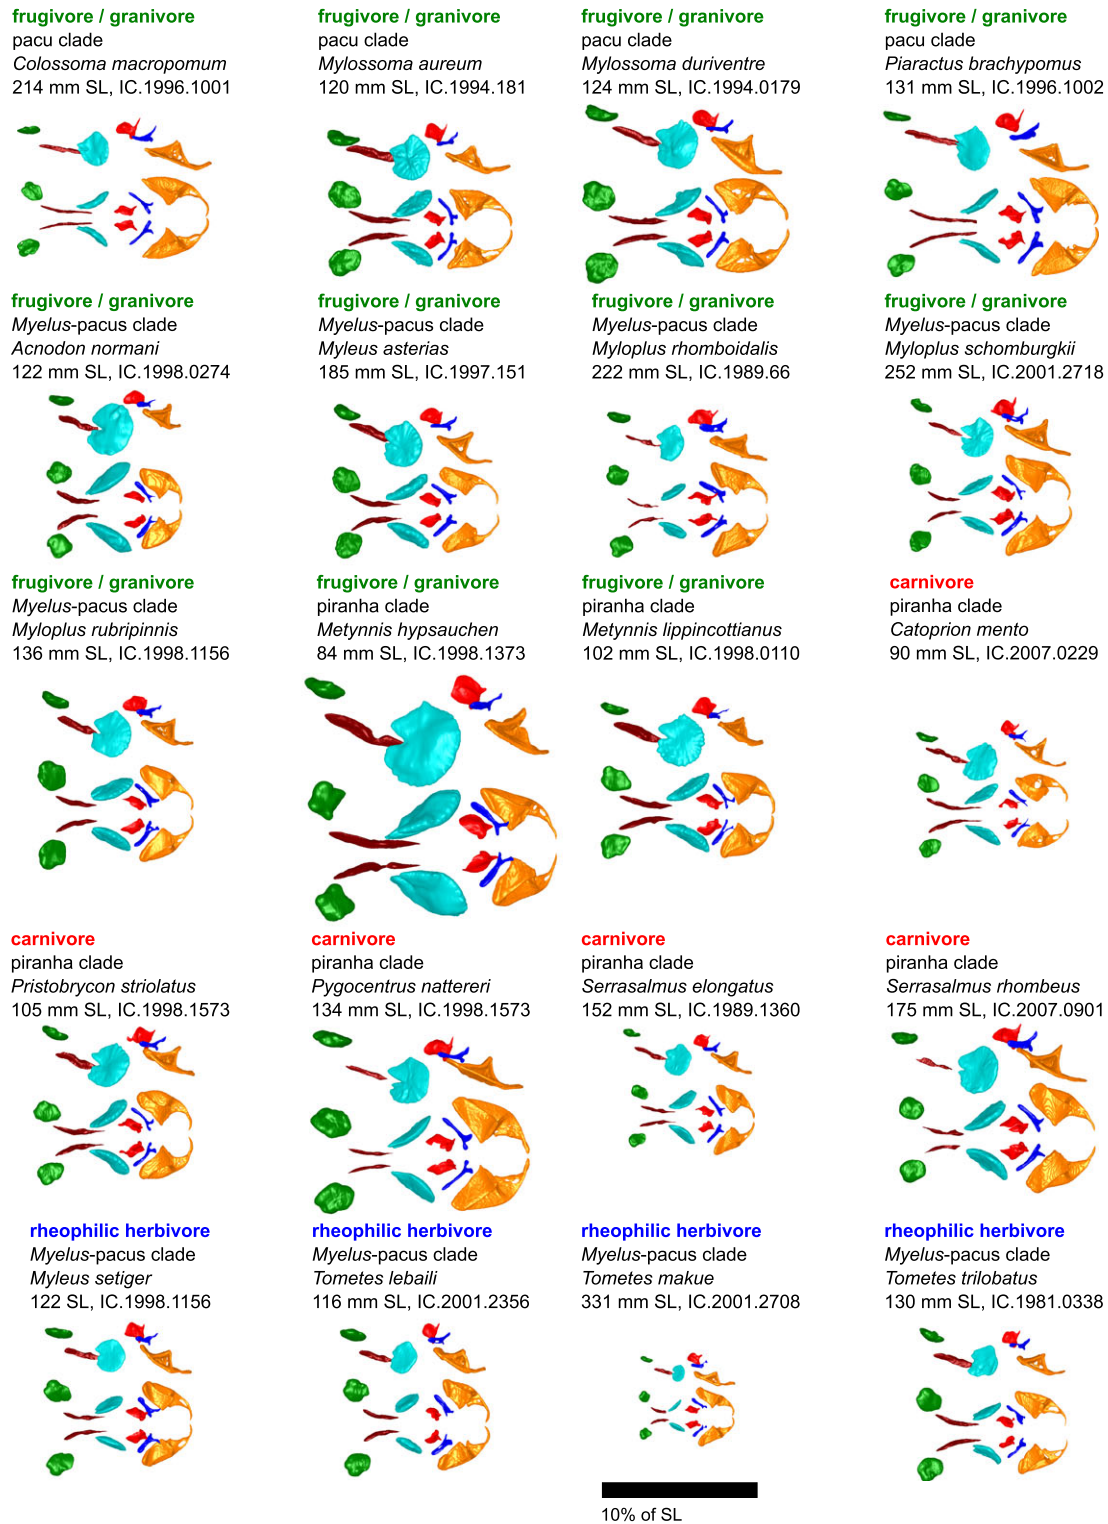 frugivore / granivore
pacu clade
Colossoma macropomum
214 mm SL, IC.1996.1001
frugivore / granivore
pacu clade
Mylossoma aureum
120 mm SL, IC.1994.181
frugivore / granivore
pacu clade
Mylossoma duriventre
124 mm SL, IC.1994.0179
frugivore / granivore
pacu clade
Piaractus brachypomus
131 mm SL, IC.1996.1002
frugivore / granivore
Myelus-pacus clade
Acnodon normani
122 mm SL, IC.1998.0274
frugivore / granivore
Myelus-pacus clade
Myleus asterias
185 mm SL, IC.1997.151
frugivore / granivore
Myelus-pacus clade
Myloplus rhomboidalis
222 mm SL, IC.1989.66
frugivore / granivore
Myelus-pacus clade
Myloplus schomburgkii
252 mm SL, IC.2001.2718
frugivore / granivore
Myelus-pacus clade
Myloplus rubripinnis
136 mm SL, IC.1998.1156
frugivore / granivore
piranha clade
Metynnis hypsauchen
84 mm SL, IC.1998.1373
frugivore / granivore
piranha clade
Metynnis lippincottianus
102 mm SL, IC.1998.0110
carnivore
piranha clade
Catoprion mento
90 mm SL, IC.2007.0229
carnivore
piranha clade
Pristobrycon striolatus
105 mm SL, IC.1998.1573
carnivore
piranha clade
Pygocentrus nattereri
134 mm SL, IC.1998.1573
carnivore
piranha clade
Serrasalmus elongatus
152 mm SL, IC.1989.1360
carnivore
piranha clade
Serrasalmus rhombeus
175 mm SL, IC.2007.0901
rheophilic herbivore
Myelus-pacus clade
Myleus setiger
122 SL, IC.1998.1156
rheophilic herbivore
Myelus-pacus clade
Tometes lebaili
116 mm SL, IC.2001.2356
rheophilic herbivore
Myelus-pacus clade
Tometes makue
331 mm SL, IC.2001.2708
rheophilic herbivore
Myelus-pacus clade
Tometes trilobatus
130 mm SL, IC.1981.0338
10% of SL